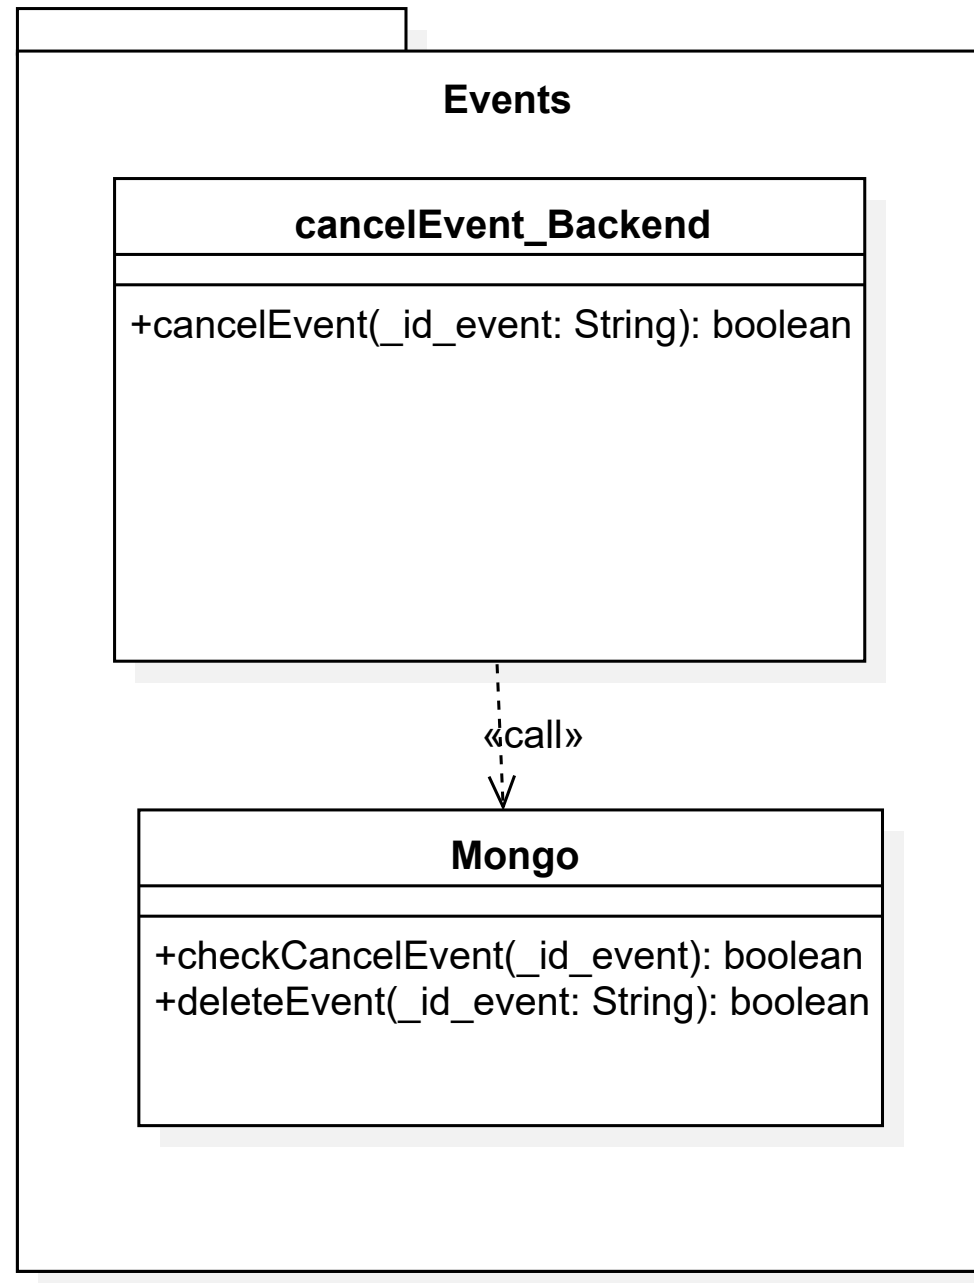 Events
cancelEvent_Backend
+cancelEvent(_id_event: String): boolean
«call»
Mongo
+checkCancelEvent(_id_event): boolean
+deleteEvent(_id_event: String): boolean